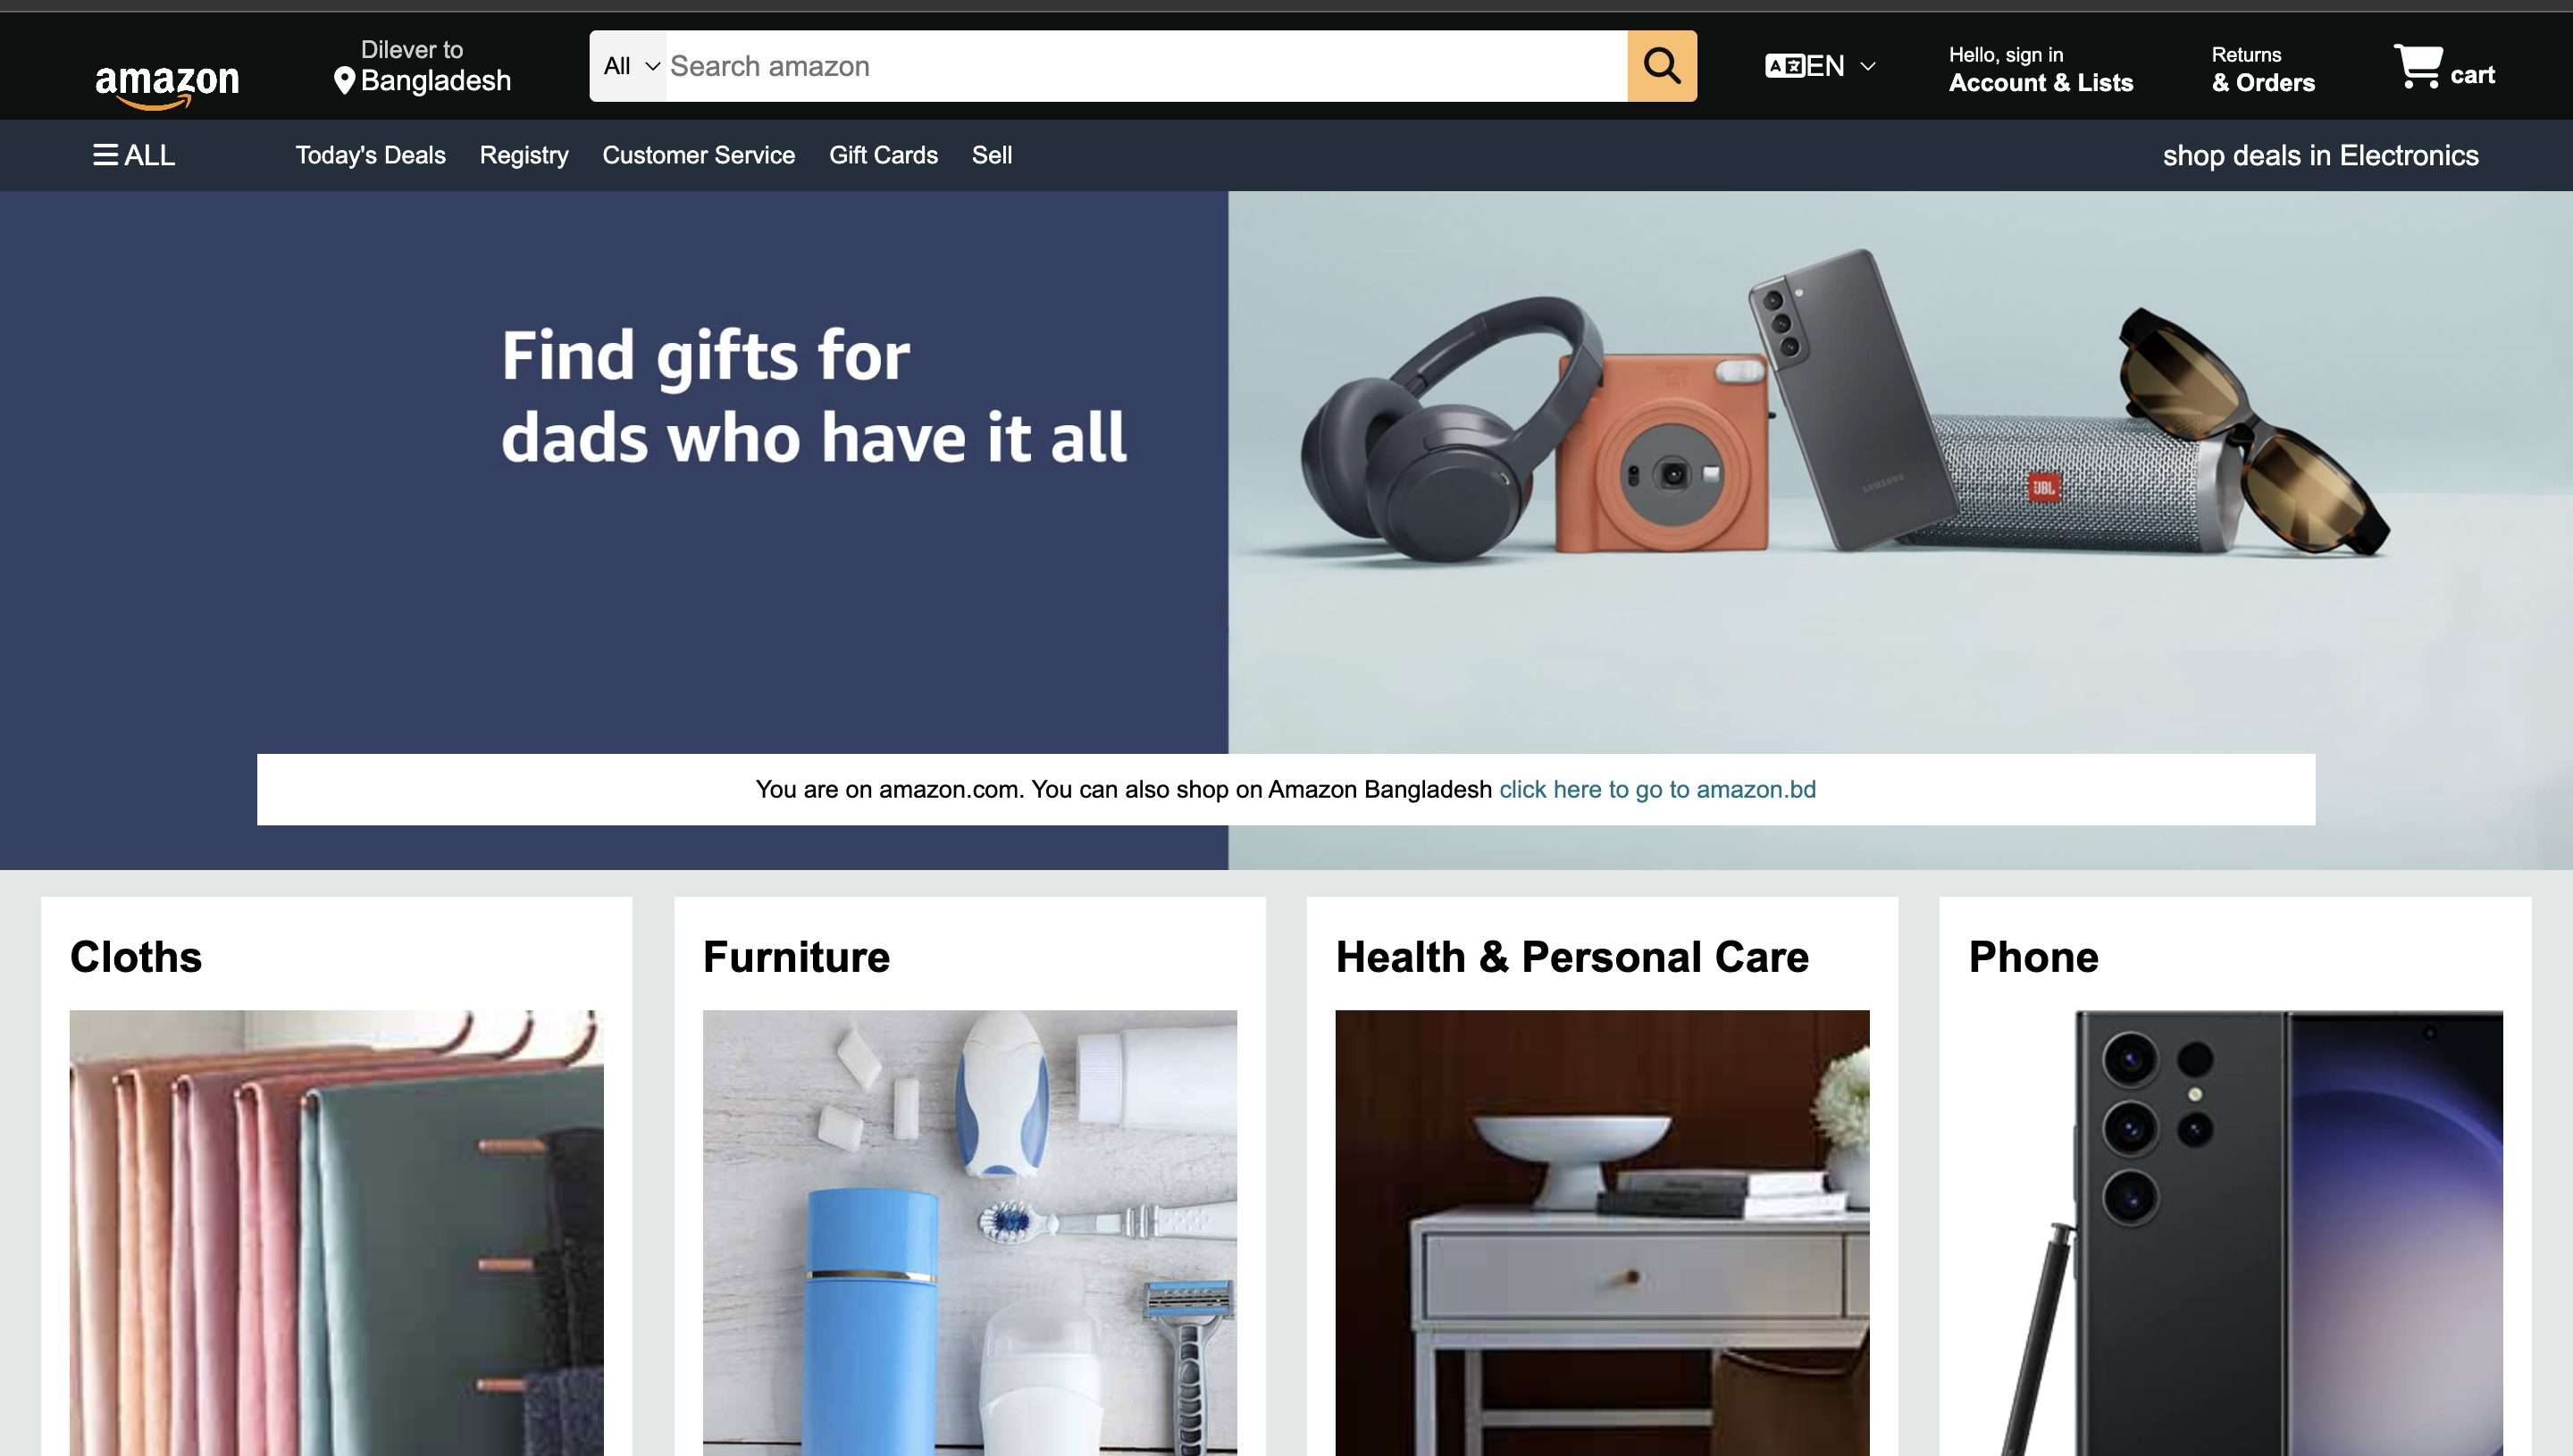 Dilever to
amazon
Bangladesh
All
Search amazon
EN
Hello, sign in
Account & Lists
Returns
& Orders
cart
ALL
Today's Deals
Registry
Customer Service
Gift Cards
Sell
shop deals in Electronics
Find gifts for
dads who have it all
SAMSUNG
JBL
You are on amazon.com. You can also shop on Amazon Bangladesh click here to go to amazon.bd
Cloths
Furniture
Health & Personal Care
Phone